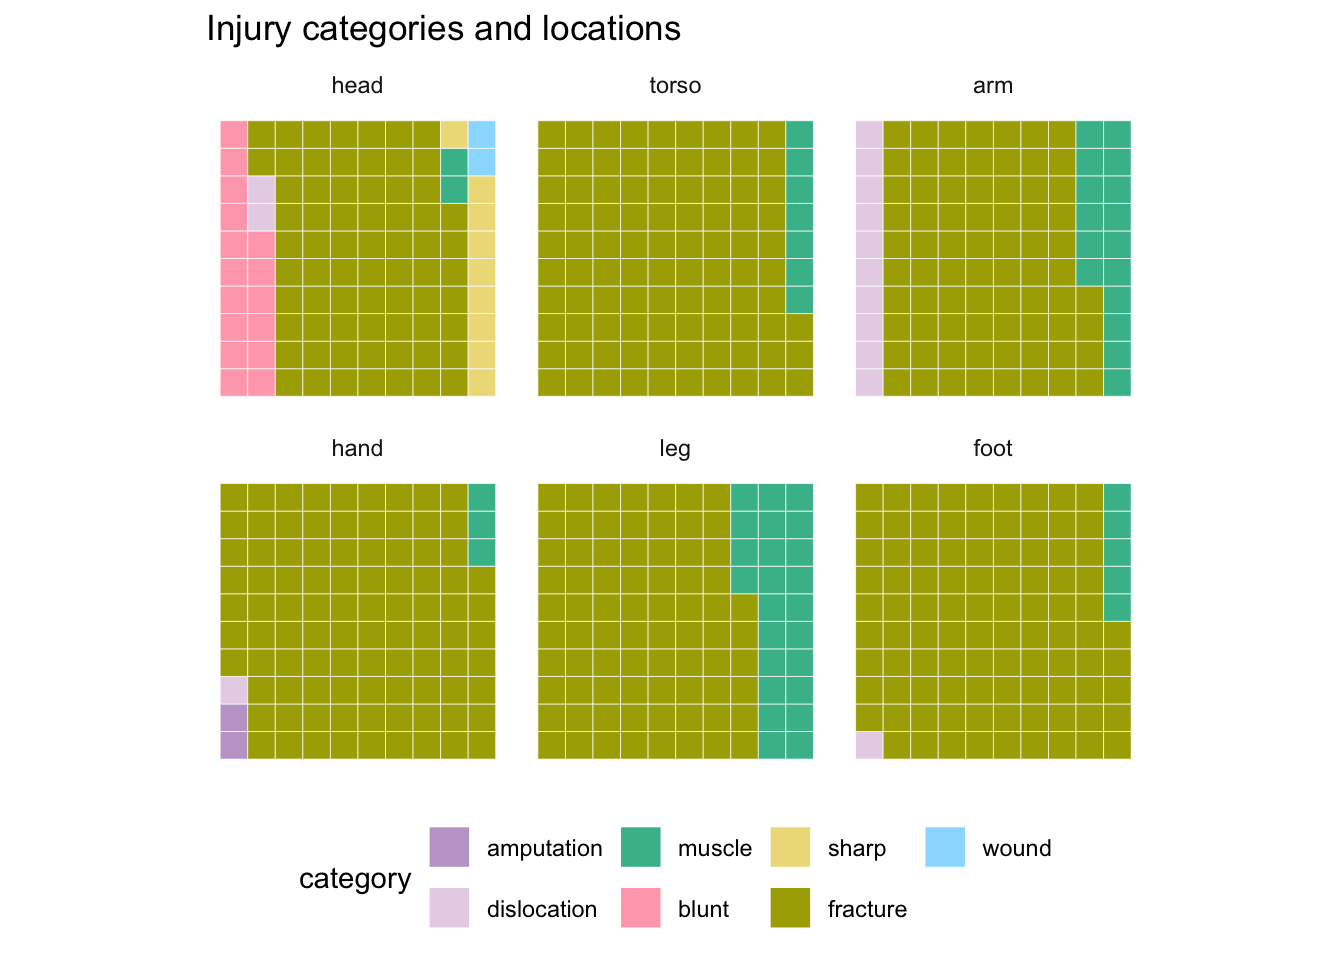 Injury categories and locations
head torso arm
hand leg foot
category
amputation muscle sharp wound
dislocation blunt fracture